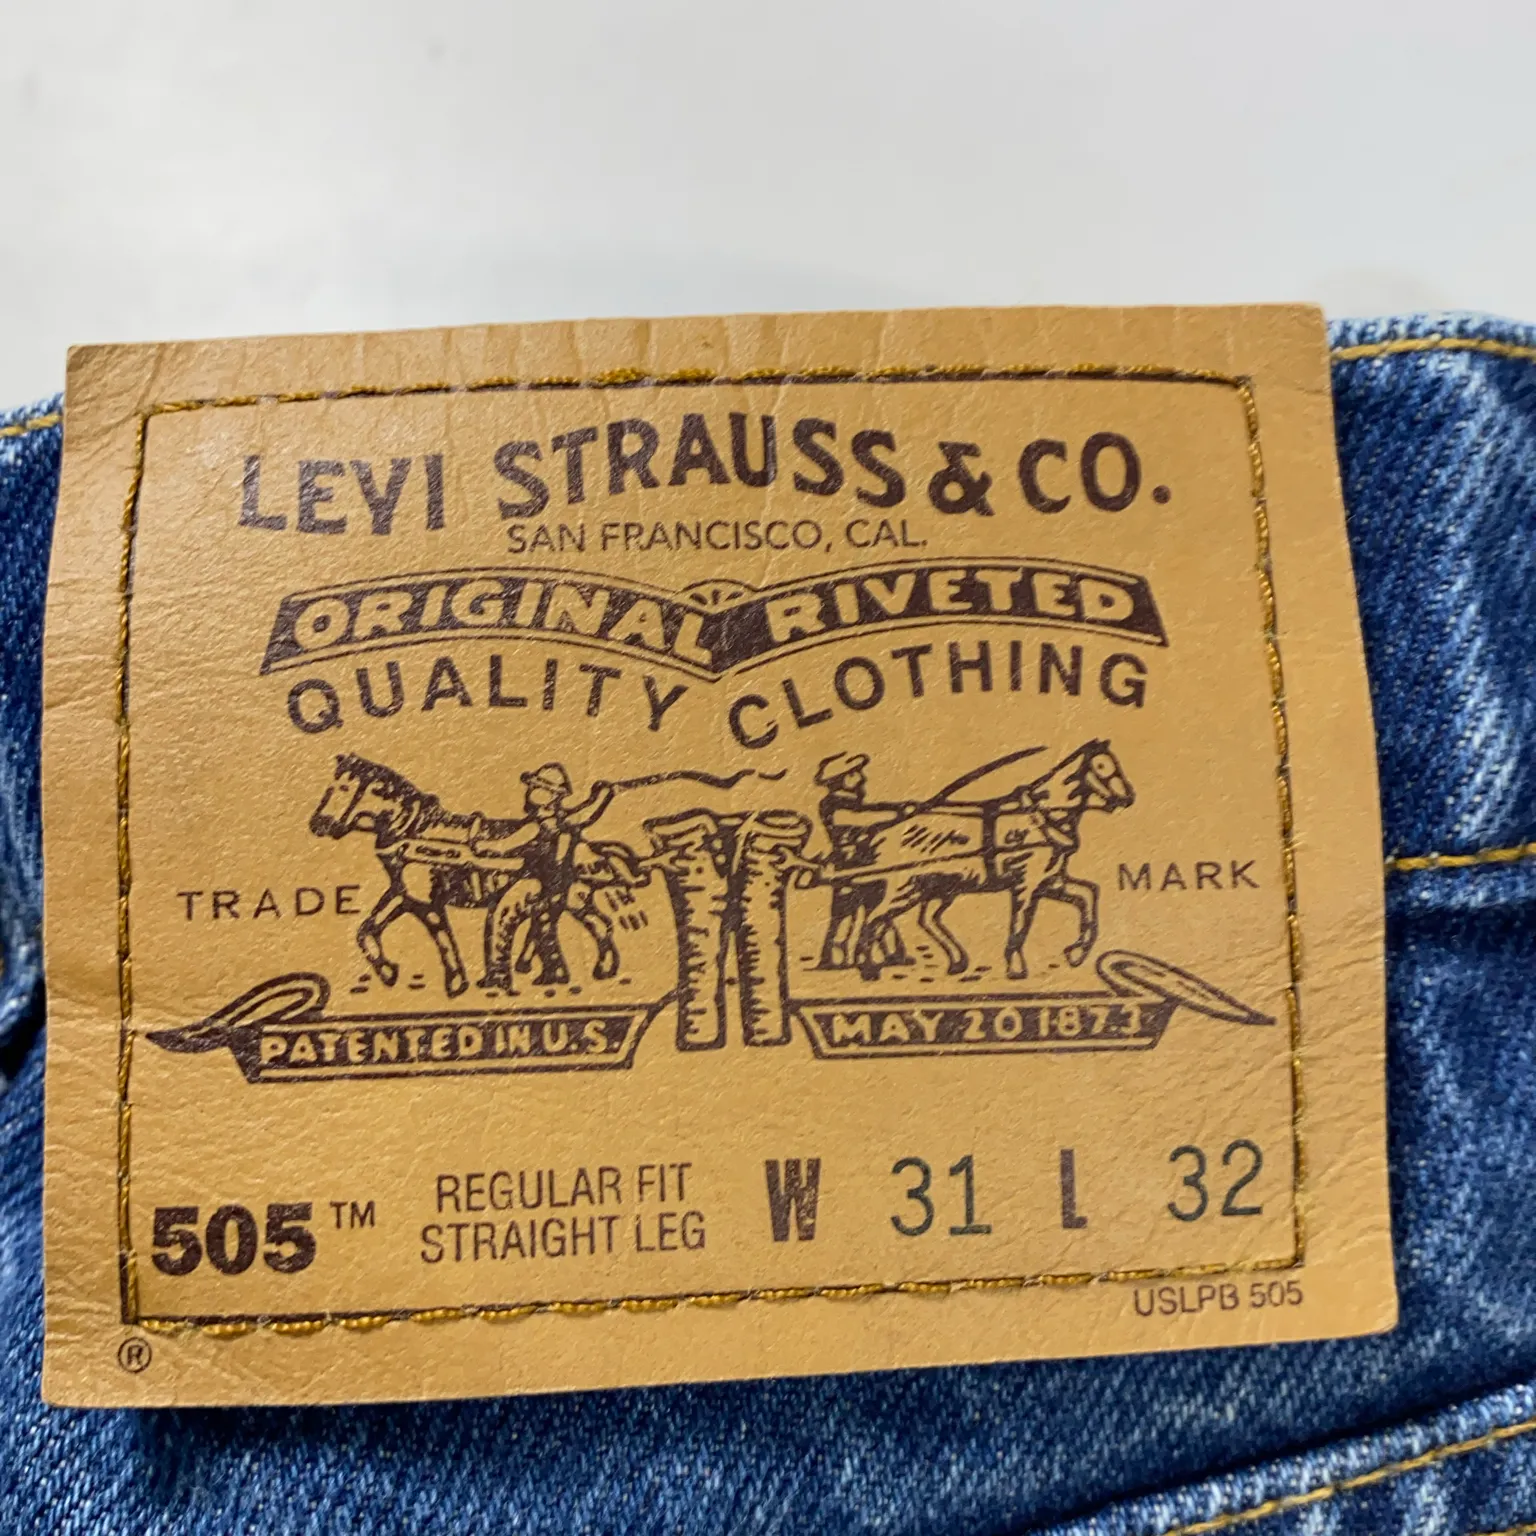 LEVI STRAUSS & CO.
SAN FRANCISCO, CAL.
ORIGINAL RIVETED
QUALITY CLOTHING
TRADE MARK
PATENTED IN U.S. MAY 20 1873
505™ REGULAR FIT W 31 L 32
STRAIGHT LEG
USLPB 505
®